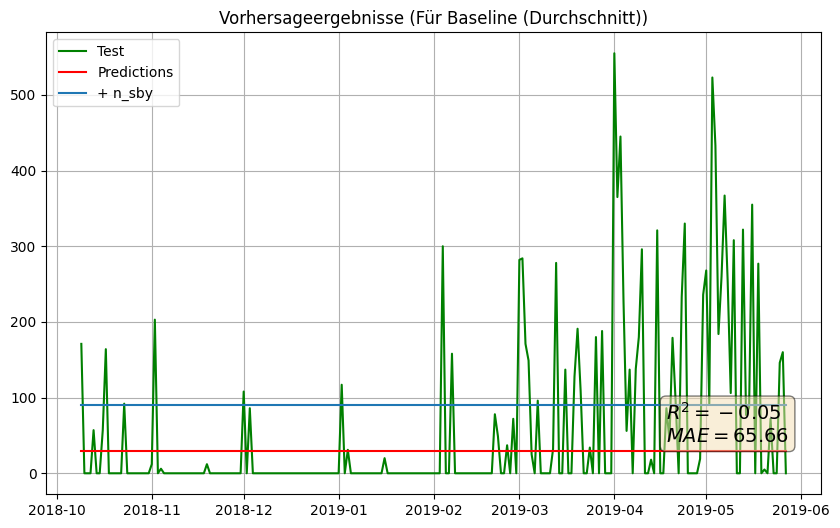 Vorhersageergebnisse (Für Baseline (Durchschnitt))
Test
Predictions
+ n_sby
500
400
300
200
100
0
R² = −0.05
MAE = 65.66
2018-10
2018-11
2018-12
2019-01
2019-02
2019-03
2019-04
2019-05
2019-06